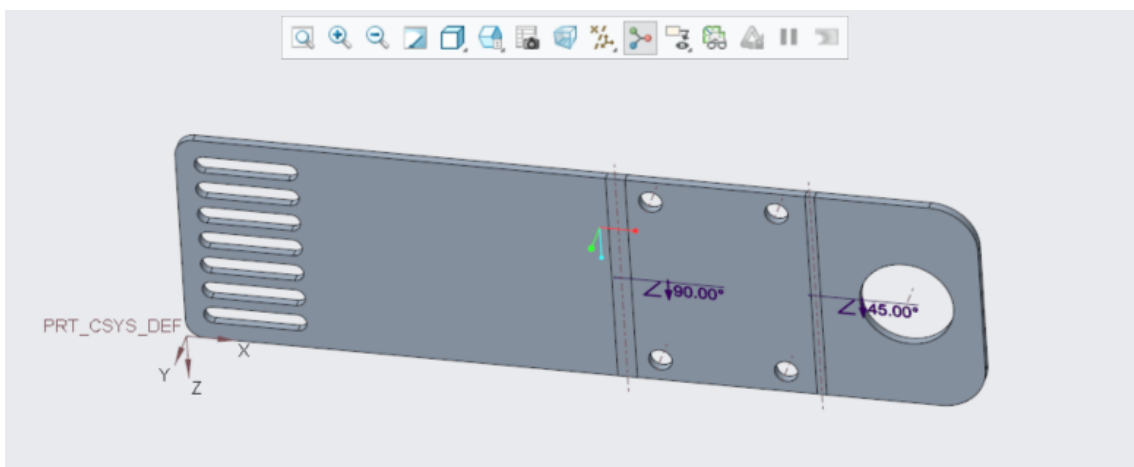 ∠↓90.00°
∠↓45.00°
PRT_CSYS_DEF
X
Y
Z